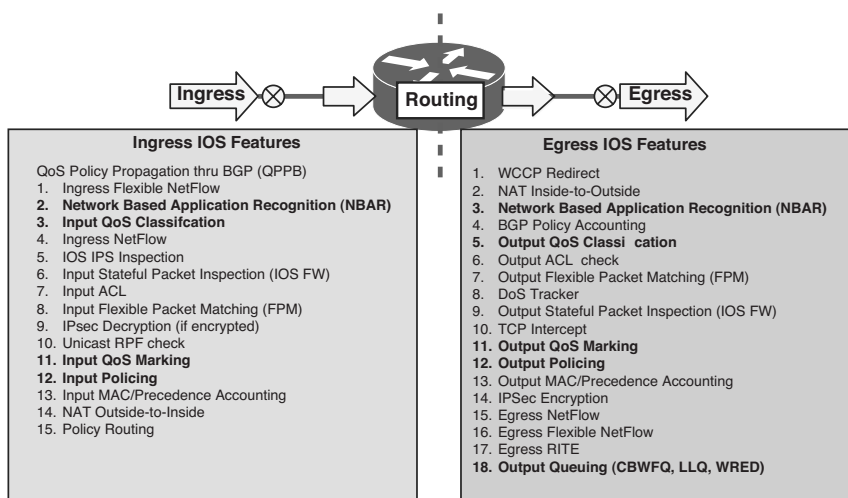 Ingress
Routing
Egress
Ingress IOS Features
QoS Policy Propagation thru BGP (QPPB)
1. Ingress Flexible NetFlow
2. Network Based Application Recognition (NBAR)
3. Input QoS Classifcation
4. Ingress NetFlow
5. IOS IPS Inspection
6. Input Stateful Packet Inspection (IOS FW)
7. Input ACL
8. Input Flexible Packet Matching (FPM)
9. IPsec Decryption (if encrypted)
10. Unicast RPF check
11. Input QoS Marking
12. Input Policing
13. Input MAC/Precedence Accounting
14. NAT Outside-to-Inside
15. Policy Routing
Egress IOS Features
1. WCCP Redirect
2. NAT Inside-to-Outside
3. Network Based Application Recognition (NBAR)
4. BGP Policy Accounting
5. Output QoS Classi cation
6. Output ACL check
7. Output Flexible Packet Matching (FPM)
8. DoS Tracker
9. Output Stateful Packet Inspection (IOS FW)
10. TCP Intercept
11. Output QoS Marking
12. Output Policing
13. Output MAC/Precedence Accounting
14. IPSec Encryption
15. Egress NetFlow
16. Egress Flexible NetFlow
17. Egress RITE
18. Output Queuing (CBWFQ, LLQ, WRED)